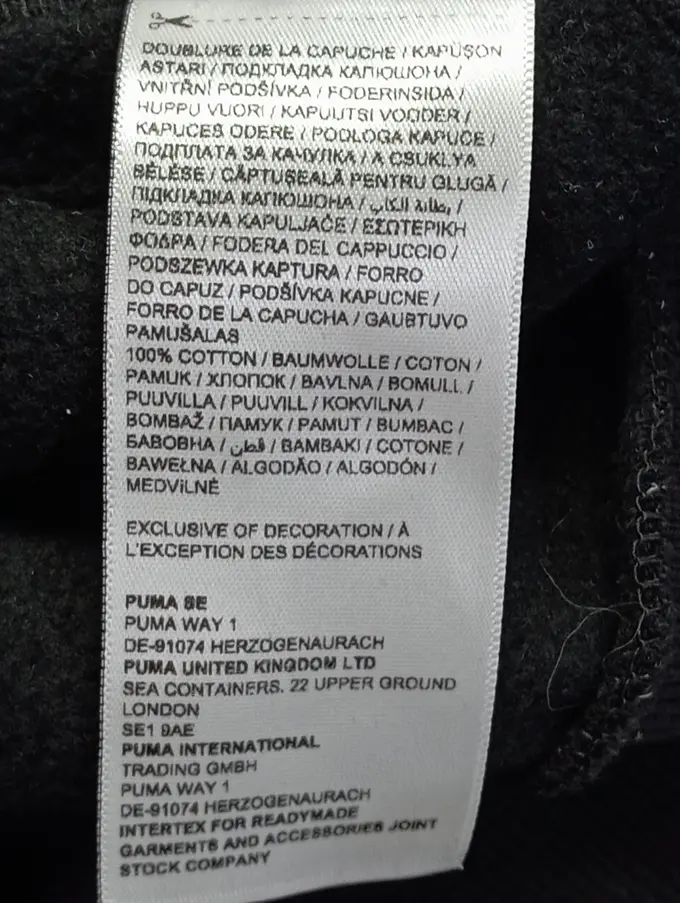 DOUBLURE DE LA CAPUCHE / KAPÜŞON
ASTARI / ПОДКЛАДКА КАПЮШОНА /
VNITŘNÍ PODŠÍVKA / FODERINSIDA /
HUPPU VUORI / KAPUUTSI VOODER /
KAPUCES ODERE / PODLOGA KAPUCE /
ПОДПЛАТА ЗА КАЧУЛКА / A CSUKLYA
BÉLÉSE / CĂPTUŞEALĂ PENTRU GLUGĂ /
ПІДКЛАДКА КАПЮШОНА / بطانة الكاب /
PODSTAVA KAPULJAČE / ΕΣΩΤΕΡΙΚΗ
ΦΟΔΡΑ / FODERA DEL CAPPUCCIO /
PODSZEWKA KAPTURA / FORRO
DO CAPUZ / PODŠÍVKA KAPUCNE /
FORRO DE LA CAPUCHA / GAUBTUVO
PAMUŠALAS
100% COTTON / BAUMWOLLE / COTON /
PAMUK / ХЛОПОК / BAVLNA / BOMULL /
PUUVILLA / PUUVILL / KOKVILNA /
BOMBAŽ / ПАМУК / PAMUT / BUMBAC /
БАВОВНА / قطن / BAMBAKI / COTONE /
BAWEŁNA / ALGODÃO / ALGODÓN /
MEDVILNĖ
EXCLUSIVE OF DECORATION / À
L'EXCEPTION DES DÉCORATIONS
PUMA SE
PUMA WAY 1
DE-91074 HERZOGENAURACH
PUMA UNITED KINGDOM LTD
SEA CONTAINERS. 22 UPPER GROUND
LONDON
SE1 9AE
PUMA INTERNATIONAL
TRADING GMBH
PUMA WAY 1
DE-91074 HERZOGENAURACH
INTERTEX FOR READYMADE
GARMENTS AND ACCESSORIES JOINT
STOCK COMPANY